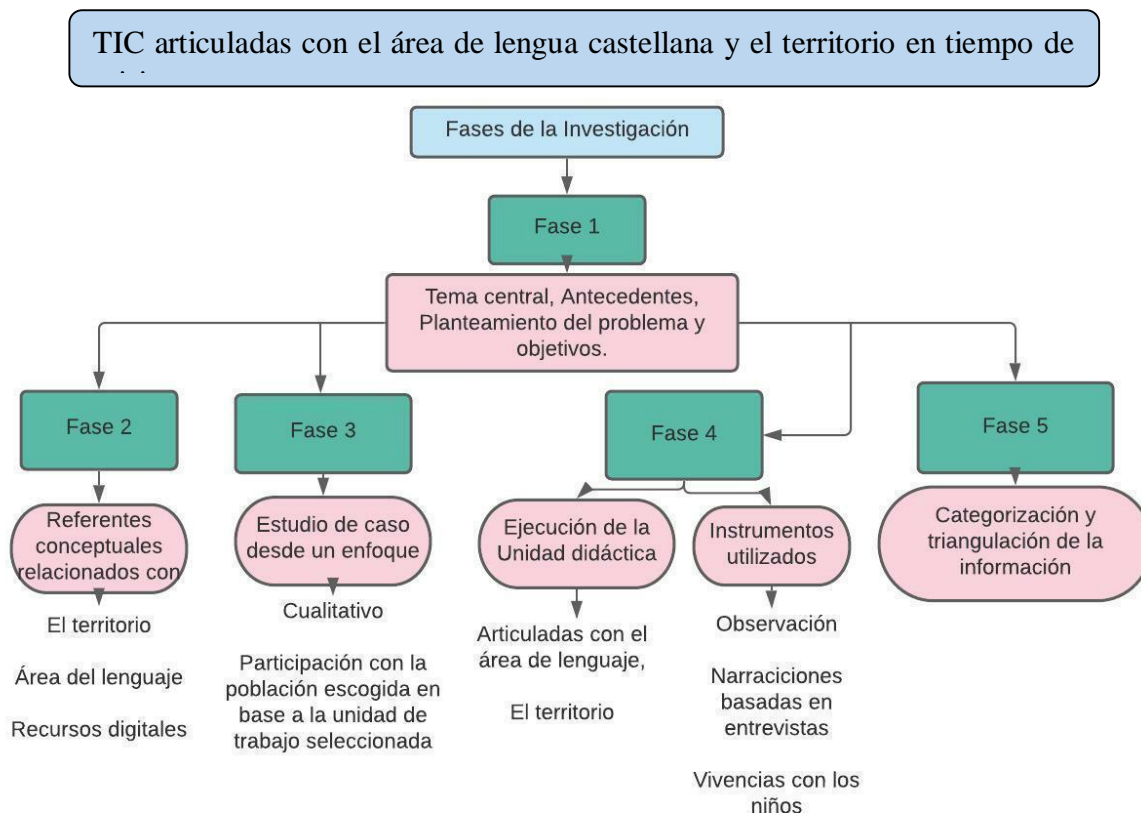 TIC articuladas con el área de lengua castellana y el territorio en tiempo de
Fases de la Investigación
Fase 1
Tema central, Antecedentes,
Planteamiento del problema y
objetivos.
Fase 2
Referentes
conceptuales
relacionados con
El territorio
Área del lenguaje
Recursos digitales
Fase 3
Estudio de caso
desde un enfoque
Cualitativo
Participación con la
población escogida en
base a la unidad de
trabajo seleccionada
Fase 4
Ejecución de la
Unidad didáctica
Articuladas con el
área de lenguaje,
El territorio
Instrumentos
utilizados
Observación
Narraciciones
basadas en
entrevistas
Vivencias con los
niños
Fase 5
Categorización y
triangulación de la
información